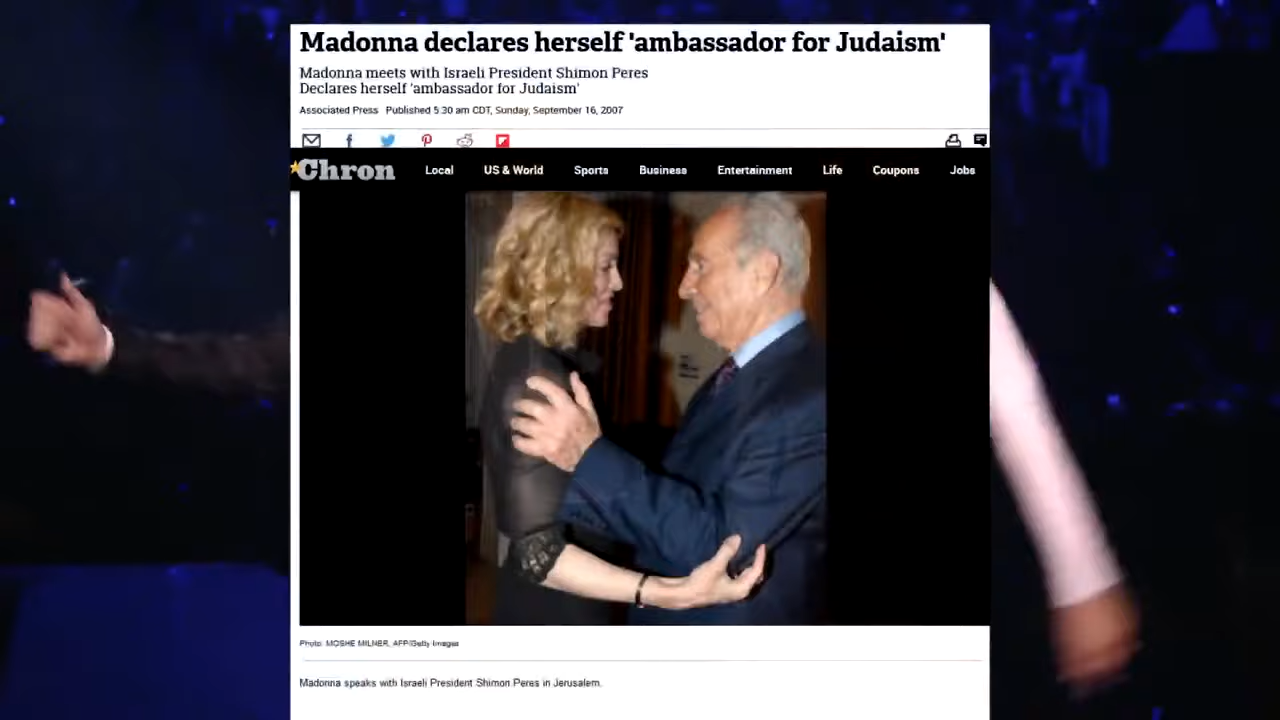 Madonna declares herself 'ambassador for Judaism'
Madonna meets with Israeli President Shimon Peres
Declares herself 'ambassador for Judaism'
Associated Press Published 5:30 am CDT, Sunday, September 16, 2007
Chron Local US & World Sports Business Entertainment Life Coupons Jobs
Photo: MOSHE MILNER, AFP/Getty Images
Madonna speaks with Israeli President Shimon Peres in Jerusalem.